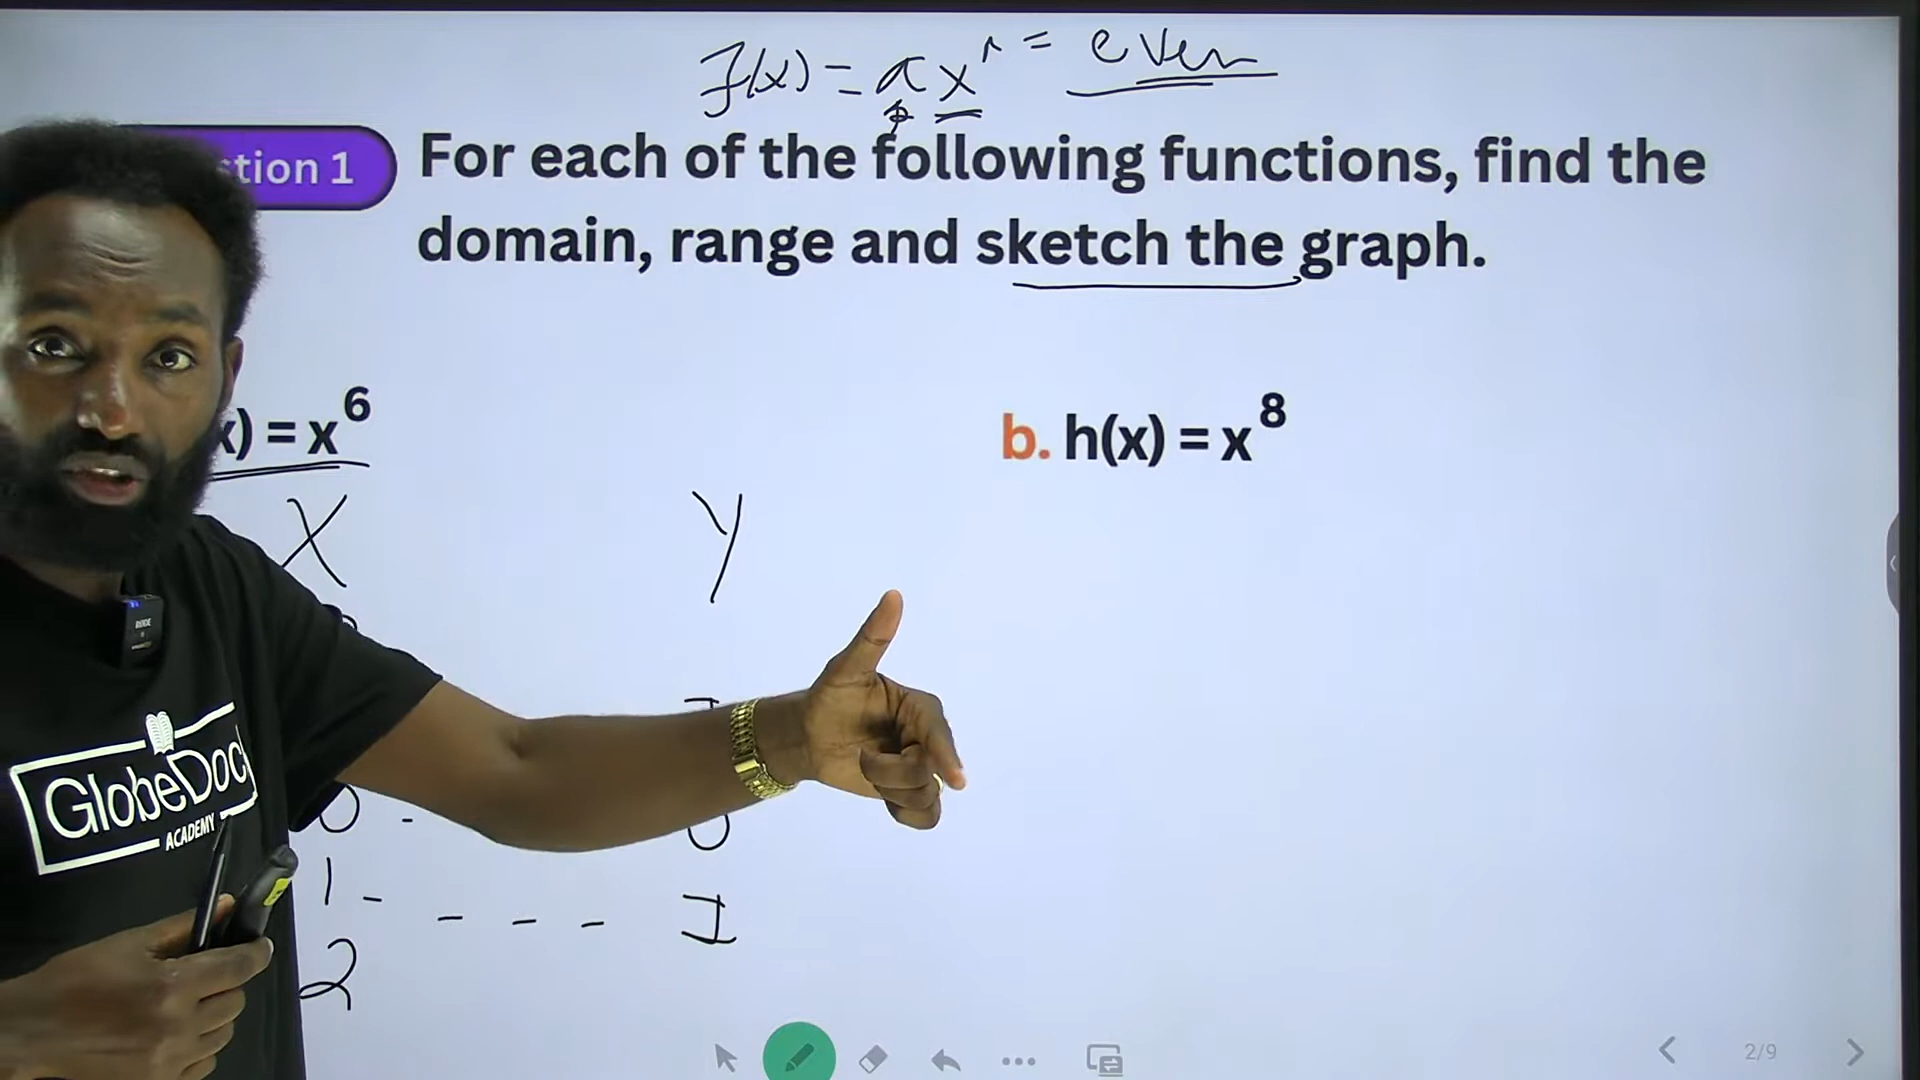 f(x) = ax^n = even
stion 1
For each of the following functions, find the
domain, range and sketch the graph.
x) = x^6
b. h(x) = x^8
X Y
0 - 0
1 - - - - 1
2
GlobeDoc
ACADEMY
2/9